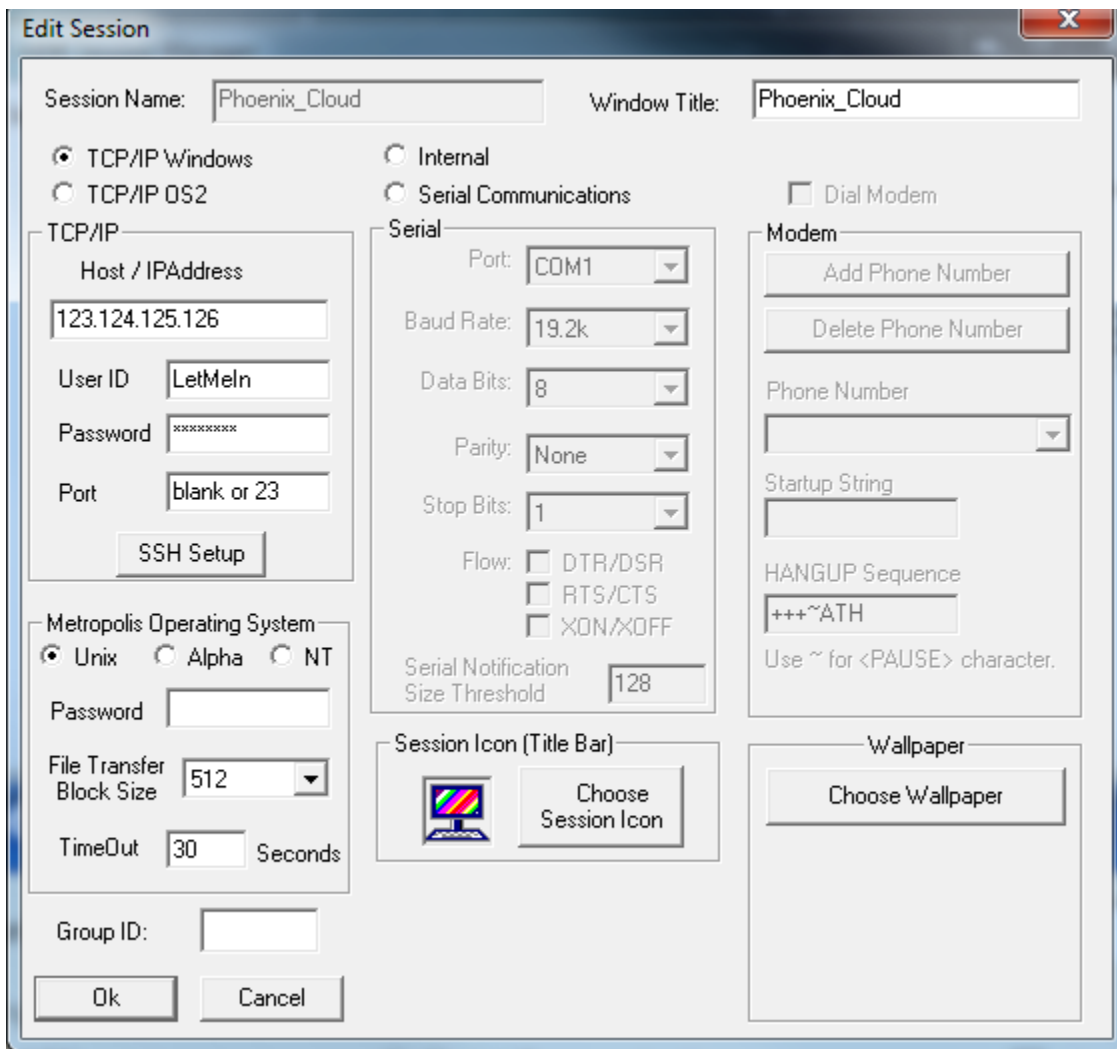 Edit Session
Session Name: Phoenix_Cloud Window Title: Phoenix_Cloud
TCP/IP Windows Internal
TCP/IP OS2 Serial Communications Dial Modem
TCP/IP
Host / IPAddress
123.124.125.126
User ID LetMeIn
Password ********
Port blank or 23
SSH Setup
Serial
Port: COM1
Baud Rate: 19.2k
Data Bits: 8
Parity: None
Stop Bits: 1
Flow: DTR/DSR
RTS/CTS
XON/XOFF
Serial Notification
Size Threshold 128
Modem
Add Phone Number
Delete Phone Number
Phone Number
Startup String
HANGUP Sequence
+++~ATH
Use ~ for <PAUSE> character.
Metropolis Operating System
Unix Alpha NT
Password
File Transfer
Block Size 512
TimeOut 30 Seconds
Session Icon (Title Bar)
Choose
Session Icon
Wallpaper
Choose Wallpaper
Group ID:
Ok Cancel